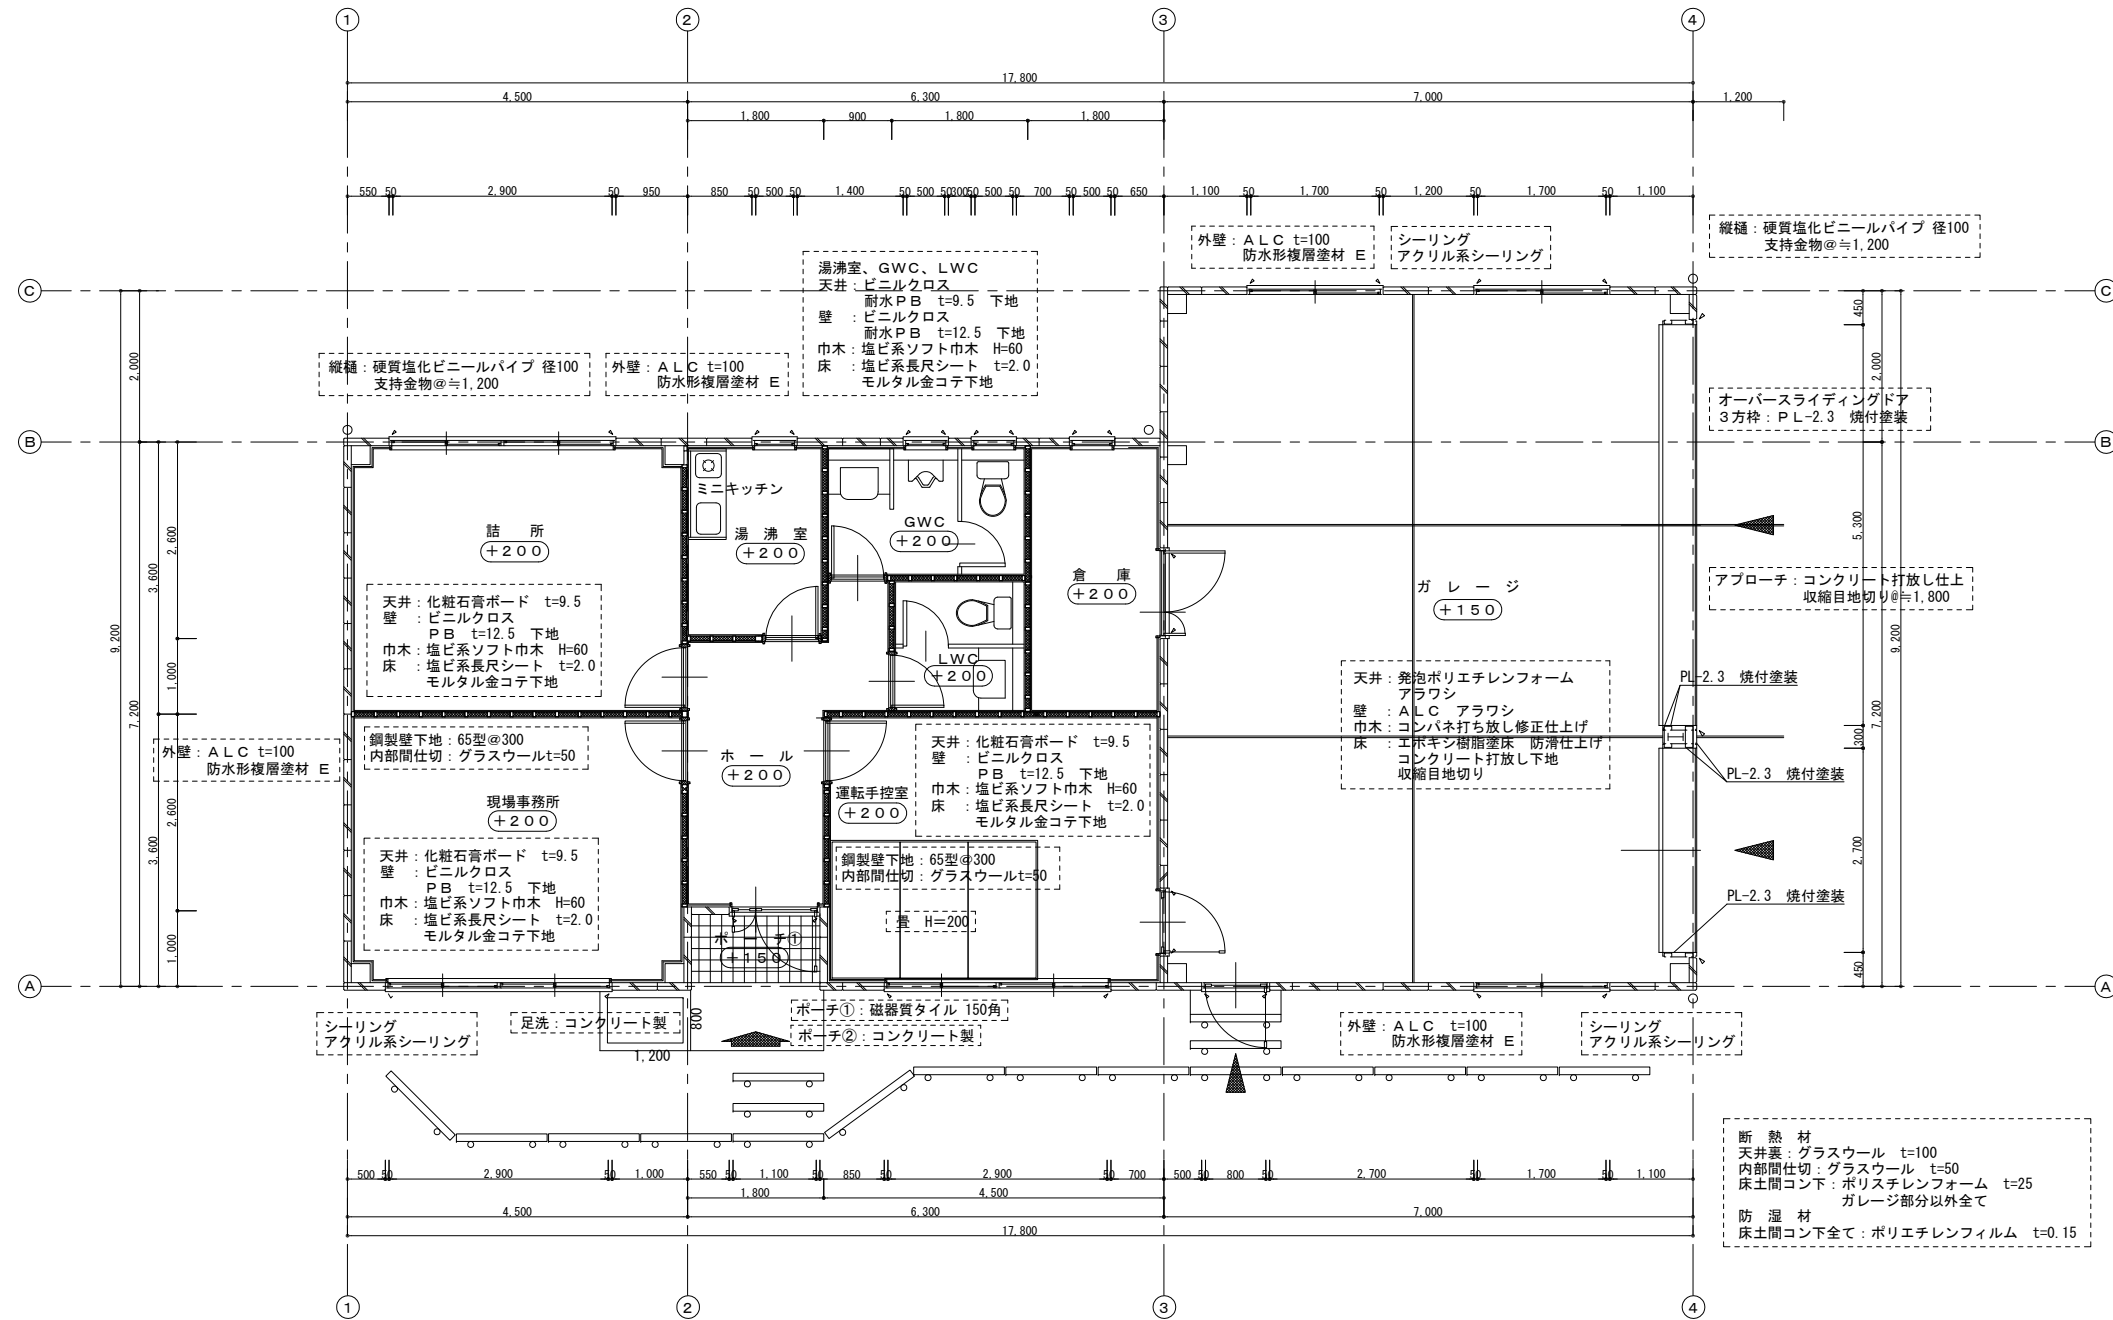 ① ② ③ ④
17,800
4,500 6,300 7,000 1,200
1,800 900 1,800 1,800
550 50 2,900 50 950 850 50 500 50 1,400 50 500 50 300 50 500 50 700 50 500 50 650 1,100 50 1,700 50 1,200 50 1,700 50 1,100
縦樋：硬質塩化ビニールパイプ 径100
支持金物@≒1,200
外壁：ＡＬＣ t=100
防水形複層塗材 Ｅ
シーリング
アクリル系シーリング
湯沸室、ＧＷＣ、ＬＷＣ
天井：ビニルクロス
耐水ＰＢ t=9.5 下地
壁 ：ビニルクロス
耐水ＰＢ t=12.5 下地
巾木：塩ビ系ソフト巾木 H=60
床 ：塩ビ系長尺シート t=2.0
モルタル金コテ下地
Ⓒ Ⓒ
縦樋：硬質塩化ビニールパイプ 径100
支持金物@≒1,200
外壁：ＡＬＣ t=100
防水形複層塗材 Ｅ
オーバースライディングドア
３方枠：ＰＬ-2.3 焼付塗装
Ⓑ Ⓑ
9,200
2,000
7,200
3,600
3,600
2,600
1,000
2,600
1,000
450
5,300
300
2,700
450
2,000
7,200
9,200
ミニキッチン
詰 所
＋２００
湯 沸 室
＋２００
ＧＷＣ
＋２００
倉 庫
＋２００
ガ レ ー ジ
＋１５０
アプローチ：コンクリート打放し仕上
収縮目地切り@≒1,800
天井：化粧石膏ボード t=9.5
壁 ：ビニルクロス
ＰＢ t=12.5 下地
巾木：塩ビ系ソフト巾木 H=60
床 ：塩ビ系長尺シート t=2.0
モルタル金コテ下地
ＬＷＣ
＋２００
天井：発泡ポリエチレンフォーム
アラワシ
壁 ：ＡＬＣ アラワシ
巾木：コンパネ打ち放し修正仕上げ
床 ：エポキシ樹脂塗床 防滑仕上げ
コンクリート打放し下地
収縮目地切り
PL-2.3 焼付塗装
PL-2.3 焼付塗装
PL-2.3 焼付塗装
外壁：ＡＬＣ t=100
防水形複層塗材 Ｅ
鋼製壁下地：65型@300
内部間仕切：グラスウールt=50
ホ ー ル
＋２００
天井：化粧石膏ボード t=9.5
壁 ：ビニルクロス
ＰＢ t=12.5 下地
巾木：塩ビ系ソフト巾木 H=60
床 ：塩ビ系長尺シート t=2.0
モルタル金コテ下地
運転手控室
＋２００
現場事務所
＋２００
天井：化粧石膏ボード t=9.5
壁 ：ビニルクロス
ＰＢ t=12.5 下地
巾木：塩ビ系ソフト巾木 H=60
床 ：塩ビ系長尺シート t=2.0
モルタル金コテ下地
鋼製壁下地：65型@300
内部間仕切：グラスウールt=50
畳 H=200
ポ ー チ①
＋１５０
Ⓐ Ⓐ
シーリング
アクリル系シーリング
足洗：コンクリート製
800
1,200
ポーチ①：磁器質タイル 150角
ポーチ②：コンクリート製
外壁：ＡＬＣ t=100
防水形複層塗材 Ｅ
シーリング
アクリル系シーリング
断 熱 材
天井裏：グラスウール t=100
内部間仕切：グラスウール t=50
床土間コン下：ポリスチレンフォーム t=25
ガレージ部分以外全て
防 湿 材
床土間コン下全て：ポリエチレンフィルム t=0.15
500 50 2,900 50 1,000 550 50 1,100 50 850 50 2,900 50 700 500 50 800 50 2,700 50 1,700 50 1,100
1,800 4,500
4,500 6,300 7,000
17,800
① ② ③ ④